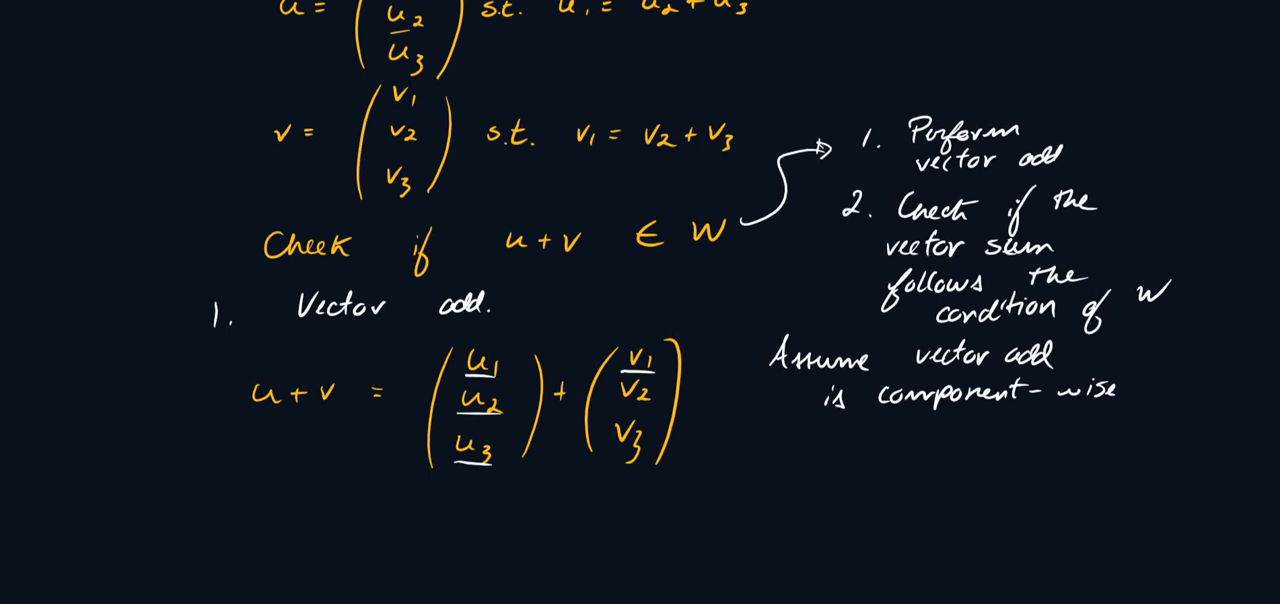 u = ( u2 u3 ) s.t. u1 = u2 + u3
v = ( v1 v2 v3 ) s.t. v1 = v2 + v3
Check if u + v ∈ W
1. Perform
vector add
2. Check if the
vector sum
follows the
condition of W
1. Vector add.
u + v = ( u1 u2 u3 ) + ( v1 v2 v3 )
Assume vector add
is component-wise